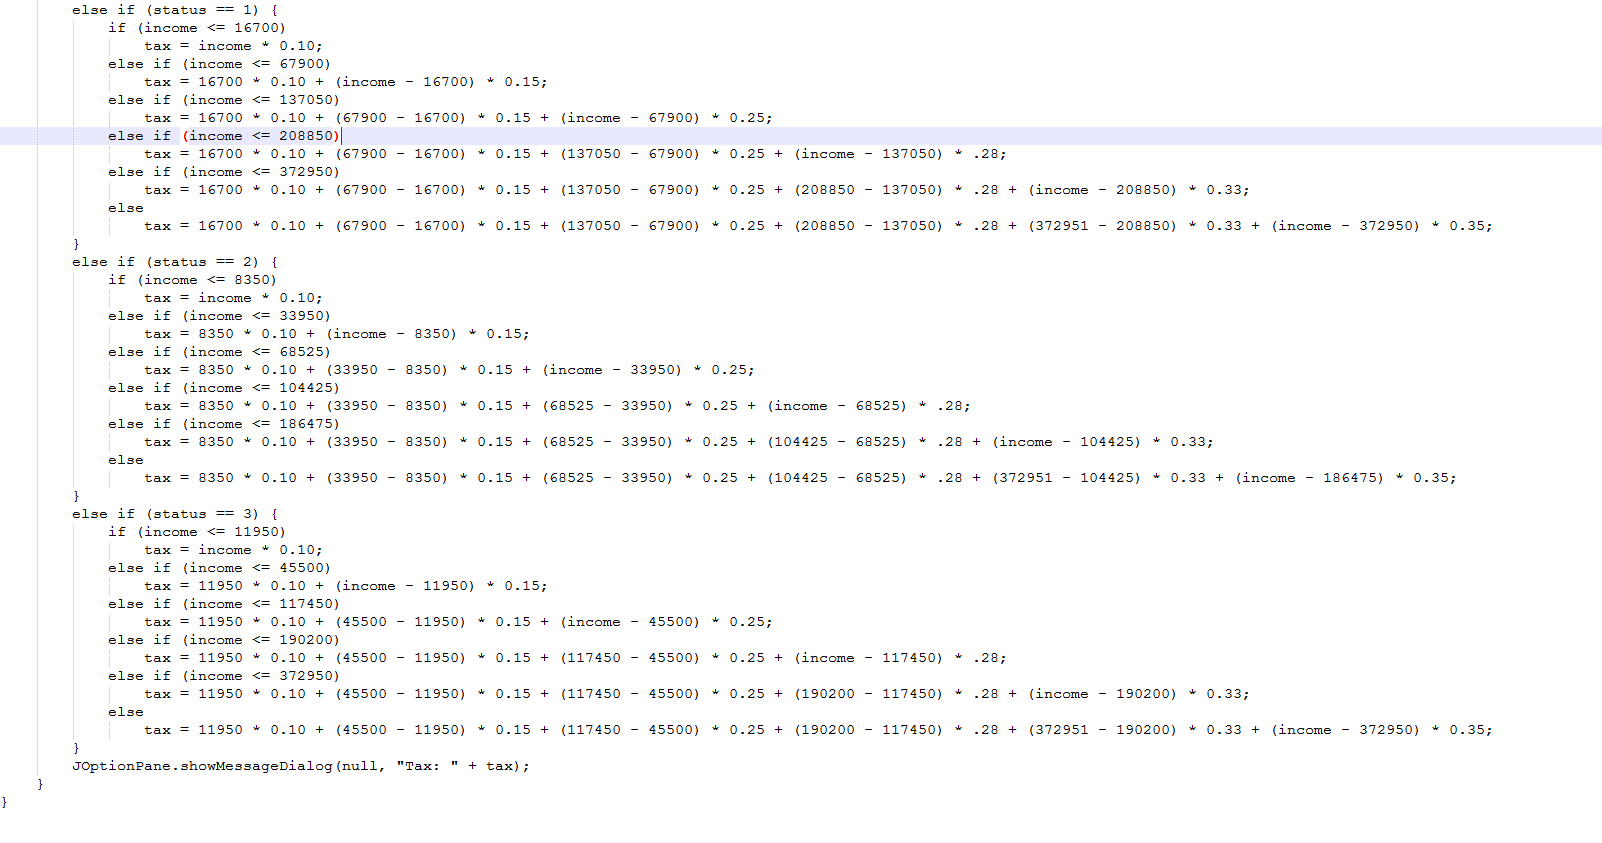 else if (status == 1) {
if (income <= 16700)
tax = income * 0.10;
else if (income <= 67900)
tax = 16700 * 0.10 + (income - 16700) * 0.15;
else if (income <= 137050)
tax = 16700 * 0.10 + (67900 - 16700) * 0.15 + (income - 67900) * 0.25;
else if (income <= 208850)
tax = 16700 * 0.10 + (67900 - 16700) * 0.15 + (137050 - 67900) * 0.25 + (income - 137050) * .28;
else if (income <= 372950)
tax = 16700 * 0.10 + (67900 - 16700) * 0.15 + (137050 - 67900) * 0.25 + (208850 - 137050) * .28 + (income - 208850) * 0.33;
else
tax = 16700 * 0.10 + (67900 - 16700) * 0.15 + (137050 - 67900) * 0.25 + (208850 - 137050) * .28 + (372951 - 208850) * 0.33 + (income - 372950) * 0.35;
}
else if (status == 2) {
if (income <= 8350)
tax = income * 0.10;
else if (income <= 33950)
tax = 8350 * 0.10 + (income - 8350) * 0.15;
else if (income <= 68525)
tax = 8350 * 0.10 + (33950 - 8350) * 0.15 + (income - 33950) * 0.25;
else if (income <= 104425)
tax = 8350 * 0.10 + (33950 - 8350) * 0.15 + (68525 - 33950) * 0.25 + (income - 68525) * .28;
else if (income <= 186475)
tax = 8350 * 0.10 + (33950 - 8350) * 0.15 + (68525 - 33950) * 0.25 + (104425 - 68525) * .28 + (income - 104425) * 0.33;
else
tax = 8350 * 0.10 + (33950 - 8350) * 0.15 + (68525 - 33950) * 0.25 + (104425 - 68525) * .28 + (372951 - 104425) * 0.33 + (income - 186475) * 0.35;
}
else if (status == 3) {
if (income <= 11950)
tax = income * 0.10;
else if (income <= 45500)
tax = 11950 * 0.10 + (income - 11950) * 0.15;
else if (income <= 117450)
tax = 11950 * 0.10 + (45500 - 11950) * 0.15 + (income - 45500) * 0.25;
else if (income <= 190200)
tax = 11950 * 0.10 + (45500 - 11950) * 0.15 + (117450 - 45500) * 0.25 + (income - 117450) * .28;
else if (income <= 372950)
tax = 11950 * 0.10 + (45500 - 11950) * 0.15 + (117450 - 45500) * 0.25 + (190200 - 117450) * .28 + (income - 190200) * 0.33;
else
tax = 11950 * 0.10 + (45500 - 11950) * 0.15 + (117450 - 45500) * 0.25 + (190200 - 117450) * .28 + (372951 - 190200) * 0.33 + (income - 372950) * 0.35;
}
JOptionPane.showMessageDialog(null, "Tax: " + tax);
}
}